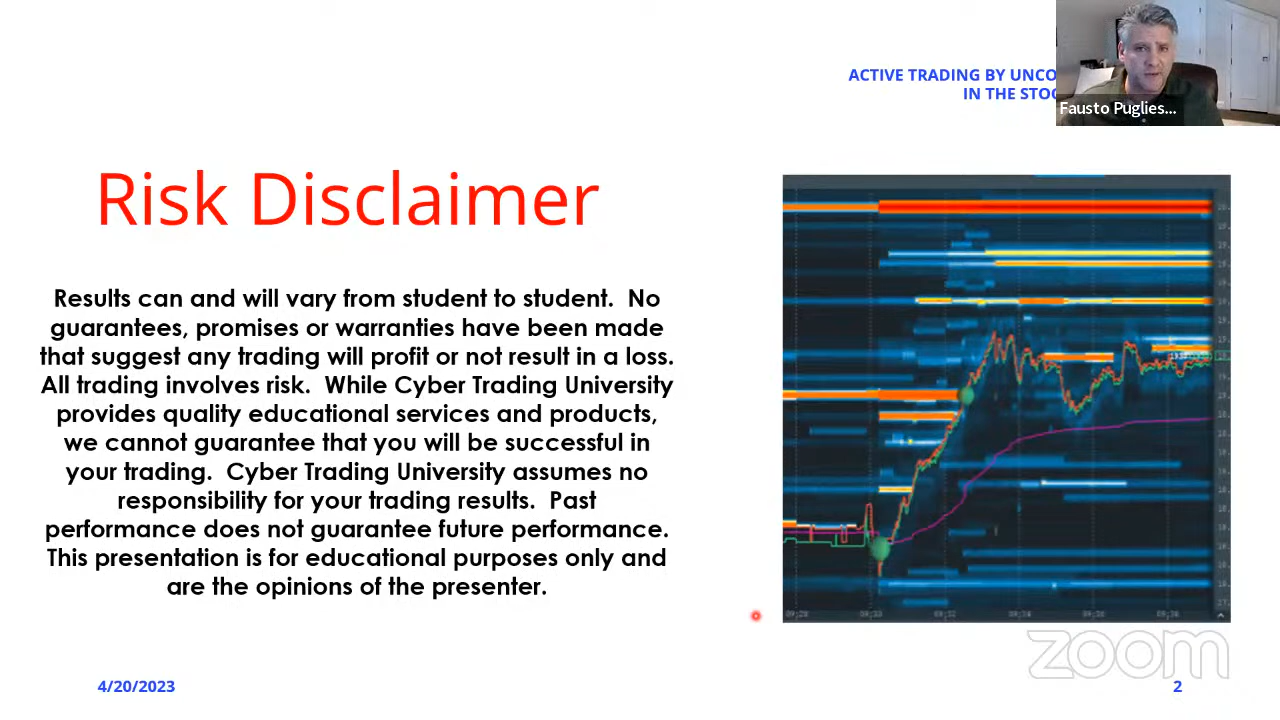 ACTIVE TRADING BY UNCO
IN THE STOC
Fausto Puglies...
Risk Disclaimer
Results can and will vary from student to student. No
guarantees, promises or warranties have been made
that suggest any trading will profit or not result in a loss.
All trading involves risk. While Cyber Trading University
provides quality educational services and products,
we cannot guarantee that you will be successful in
your trading. Cyber Trading University assumes no
responsibility for your trading results. Past
performance does not guarantee future performance.
This presentation is for educational purposes only and
are the opinions of the presenter.
zoom
4/20/2023
2